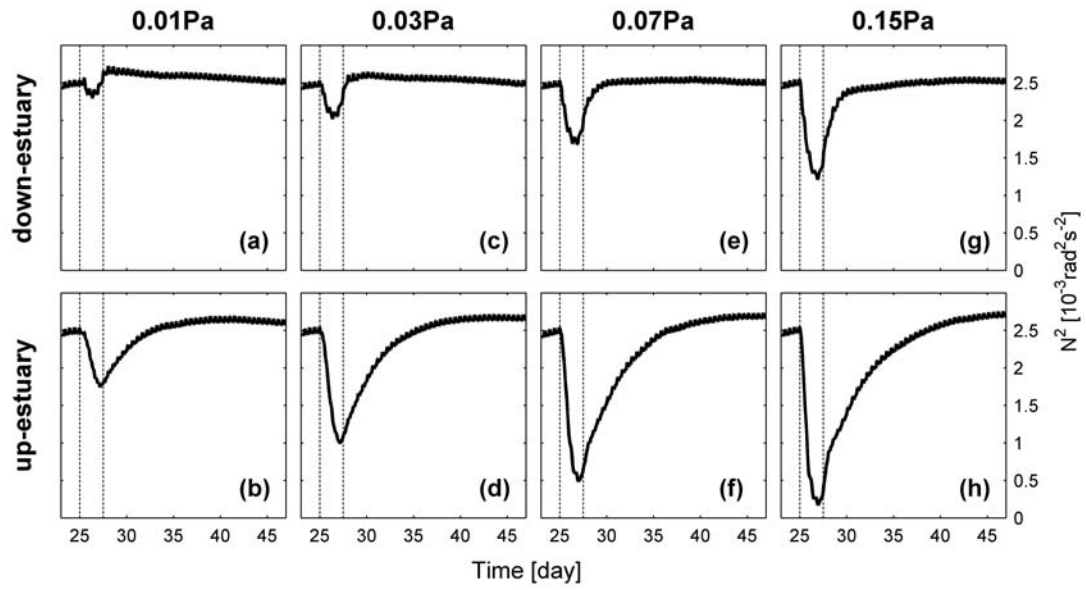 0.01Pa 0.03Pa 0.07Pa 0.15Pa
down-estuary
(a) (c) (e) (g)
2.5
2
1.5
1
0.5
0
up-estuary
(b) (d) (f) (h)
2.5
2
1.5
1
0.5
0
N² [10⁻³rad²s⁻²]
25 30 35 40 45 25 30 35 40 45 25 30 35 40 45 25 30 35 40 45
Time [day]